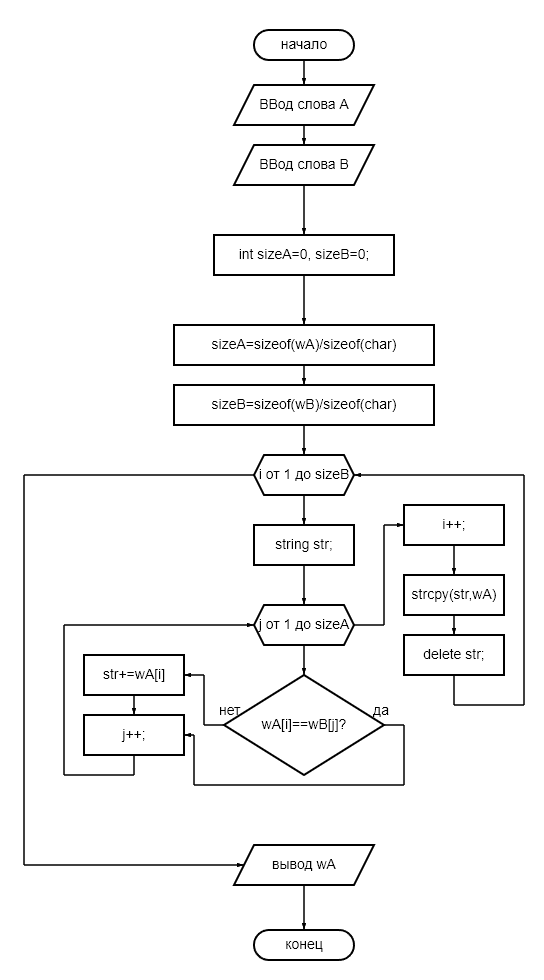 начало
ВВод слова А
ВВод слова В
int sizeA=0, sizeB=0;
sizeA=sizeof(wA)/sizeof(char)
sizeB=sizeof(wB)/sizeof(char)
i от 1 до sizeB
i++;
string str;
strcpy(str,wA)
j от 1 до sizeA
delete str;
str+=wA[i]
нет
да
wA[i]==wB[j]?
j++;
вывод wA
конец